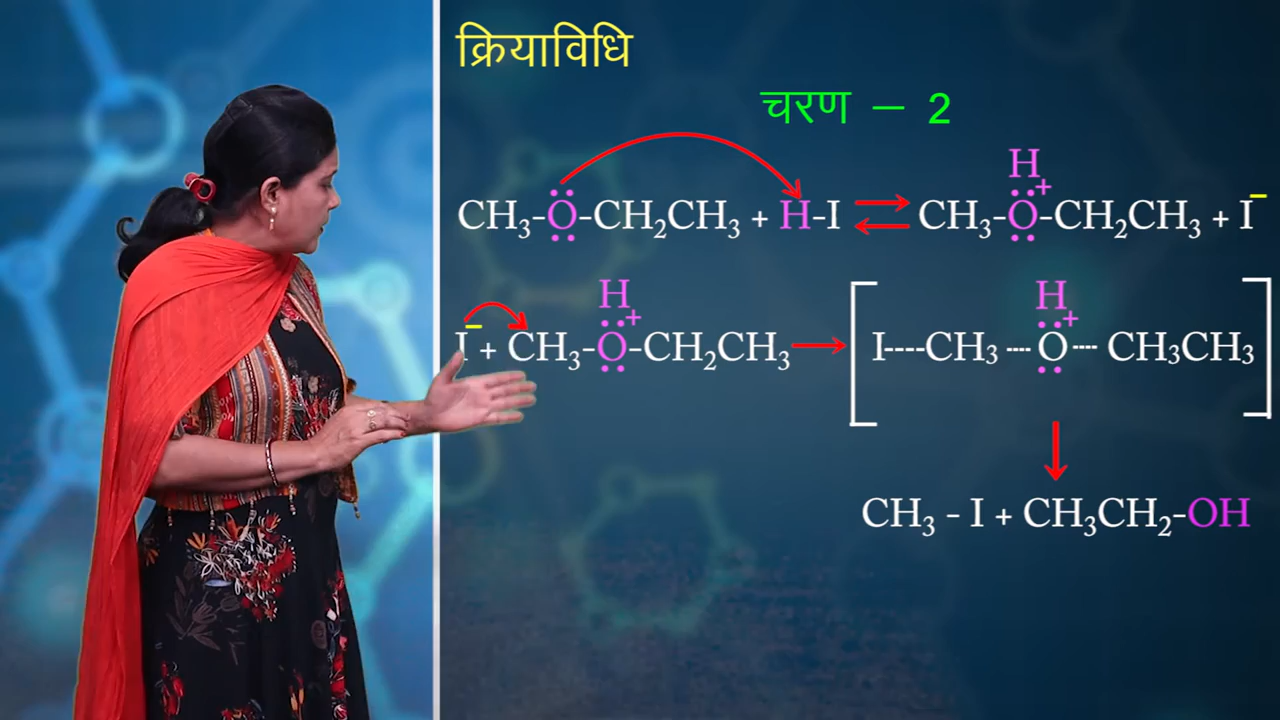 क्रियाविधि
चरण – 2
H
CH₃-Ö-CH₂CH₃ + H-I ⇌ CH₃-Ö⁺-CH₂CH₃ + I⁻
H H
I⁻ + CH₃-Ö⁺-CH₂CH₃ → [I----CH₃ ---- Ö⁺ ---- CH₃CH₃]
↓
CH₃ - I + CH₃CH₂-OH